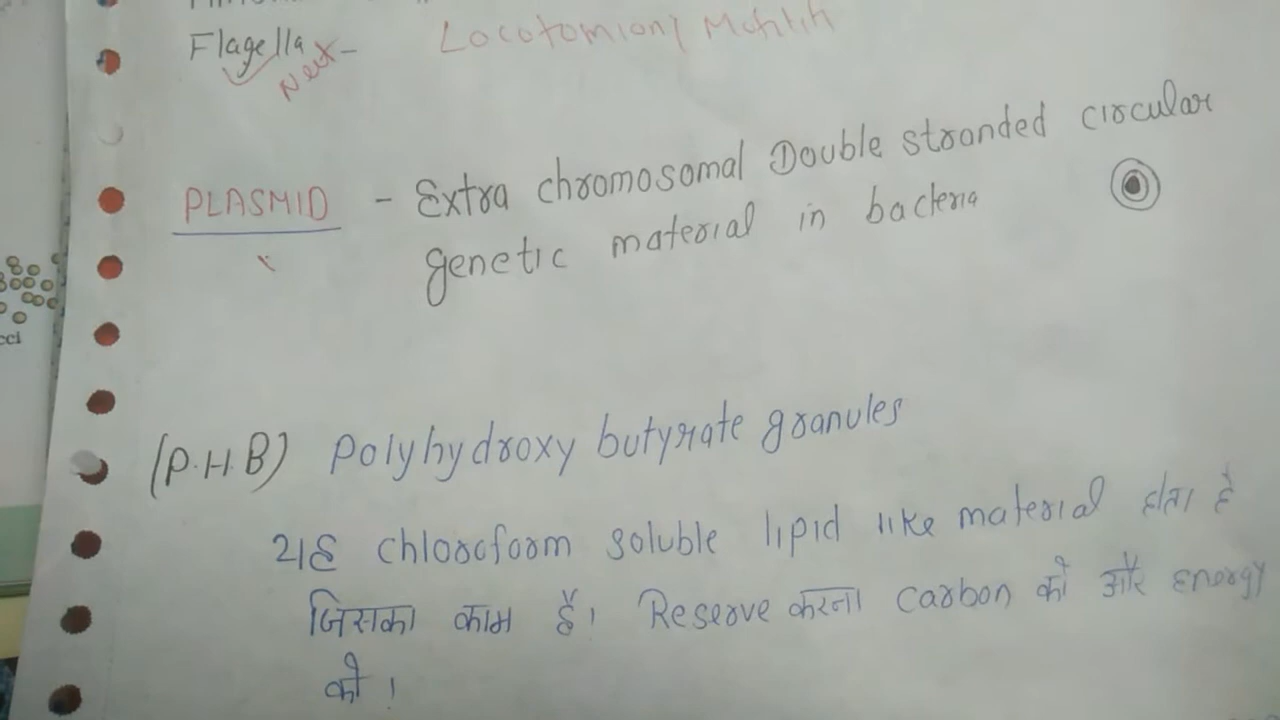 Flagella - Locotomion/ Motilit
Next
PLASMID - Extra chromosomal Double stranded circular
genetic material in bacteria
(P.H.B) Polyhydroxy butyrate granules
यह chloroform soluble lipid like material होता है
जिसका काम हैं। Reserve करना carbon को और energy
को।